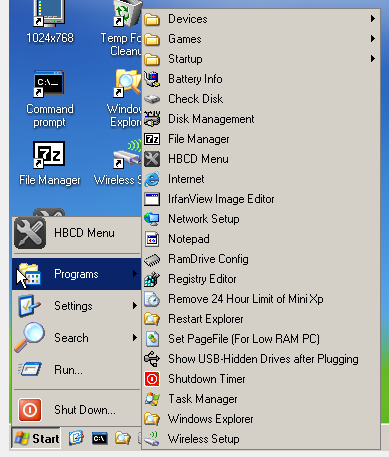 1024x768
Temp Fo
Cleanu
Command
prompt
Window
Explor
File Manager
Wireless S
HBCD Menu
Programs
Settings
Search
Run...
Shut Down...
Start
Devices
Games
Startup
Battery Info
Check Disk
Disk Management
File Manager
HBCD Menu
Internet
IrfanView Image Editor
Network Setup
Notepad
RamDrive Config
Registry Editor
Remove 24 Hour Limit of Mini Xp
Restart Explorer
Set PageFile (For Low RAM PC)
Show USB-Hidden Drives after Plugging
Shutdown Timer
Task Manager
Windows Explorer
Wireless Setup